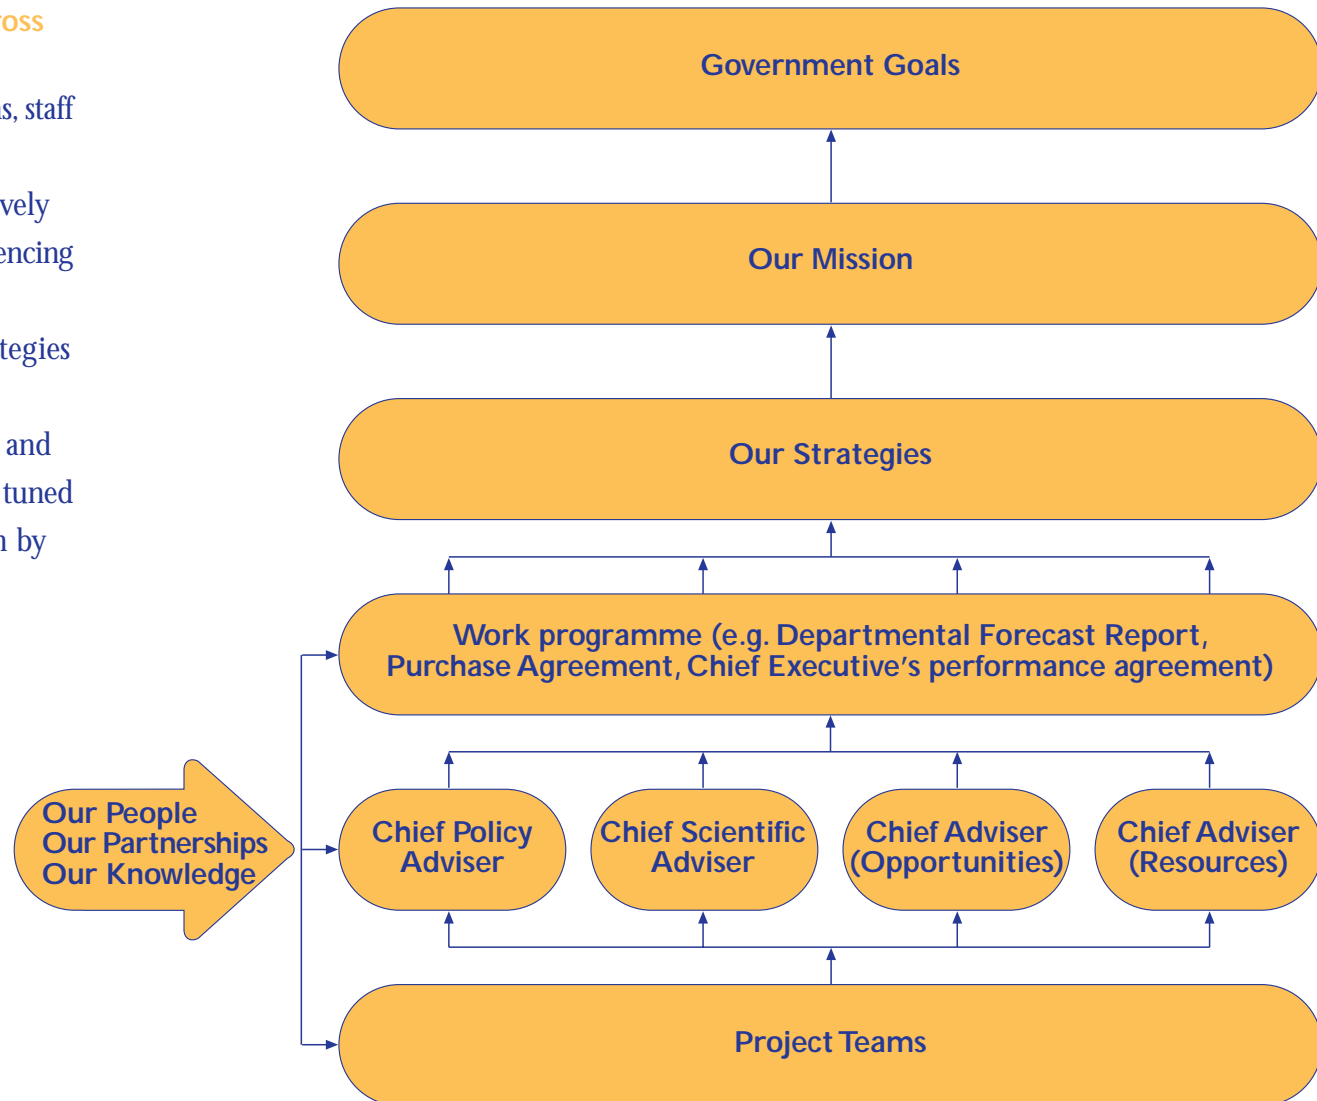 ross
s, staff
vely
encing
tegies
and
tuned
n by
Government Goals
Our Mission
Our Strategies
Work programme (e.g. Departmental Forecast Report,
Purchase Agreement, Chief Executive's performance agreement)
Our People
Our Partnerships
Our Knowledge
Chief Policy
Adviser
Chief Scientific
Adviser
Chief Adviser
(Opportunities)
Chief Adviser
(Resources)
Project Teams